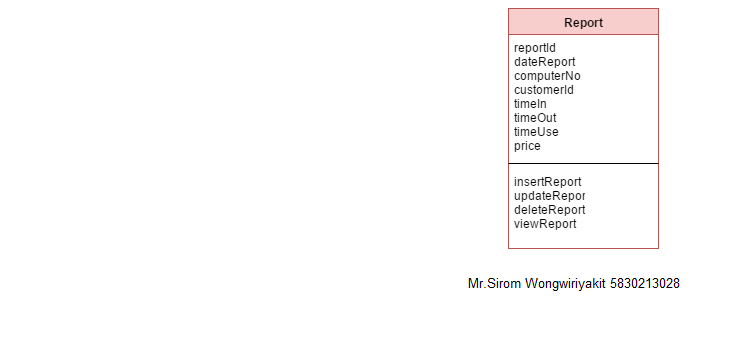 Report
reportId
dateReport
computerNo
customerId
timeIn
timeOut
timeUse
price
insertReport
updateRepor
deleteReport
viewReport
Mr.Sirom Wongwiriyakit 5830213028